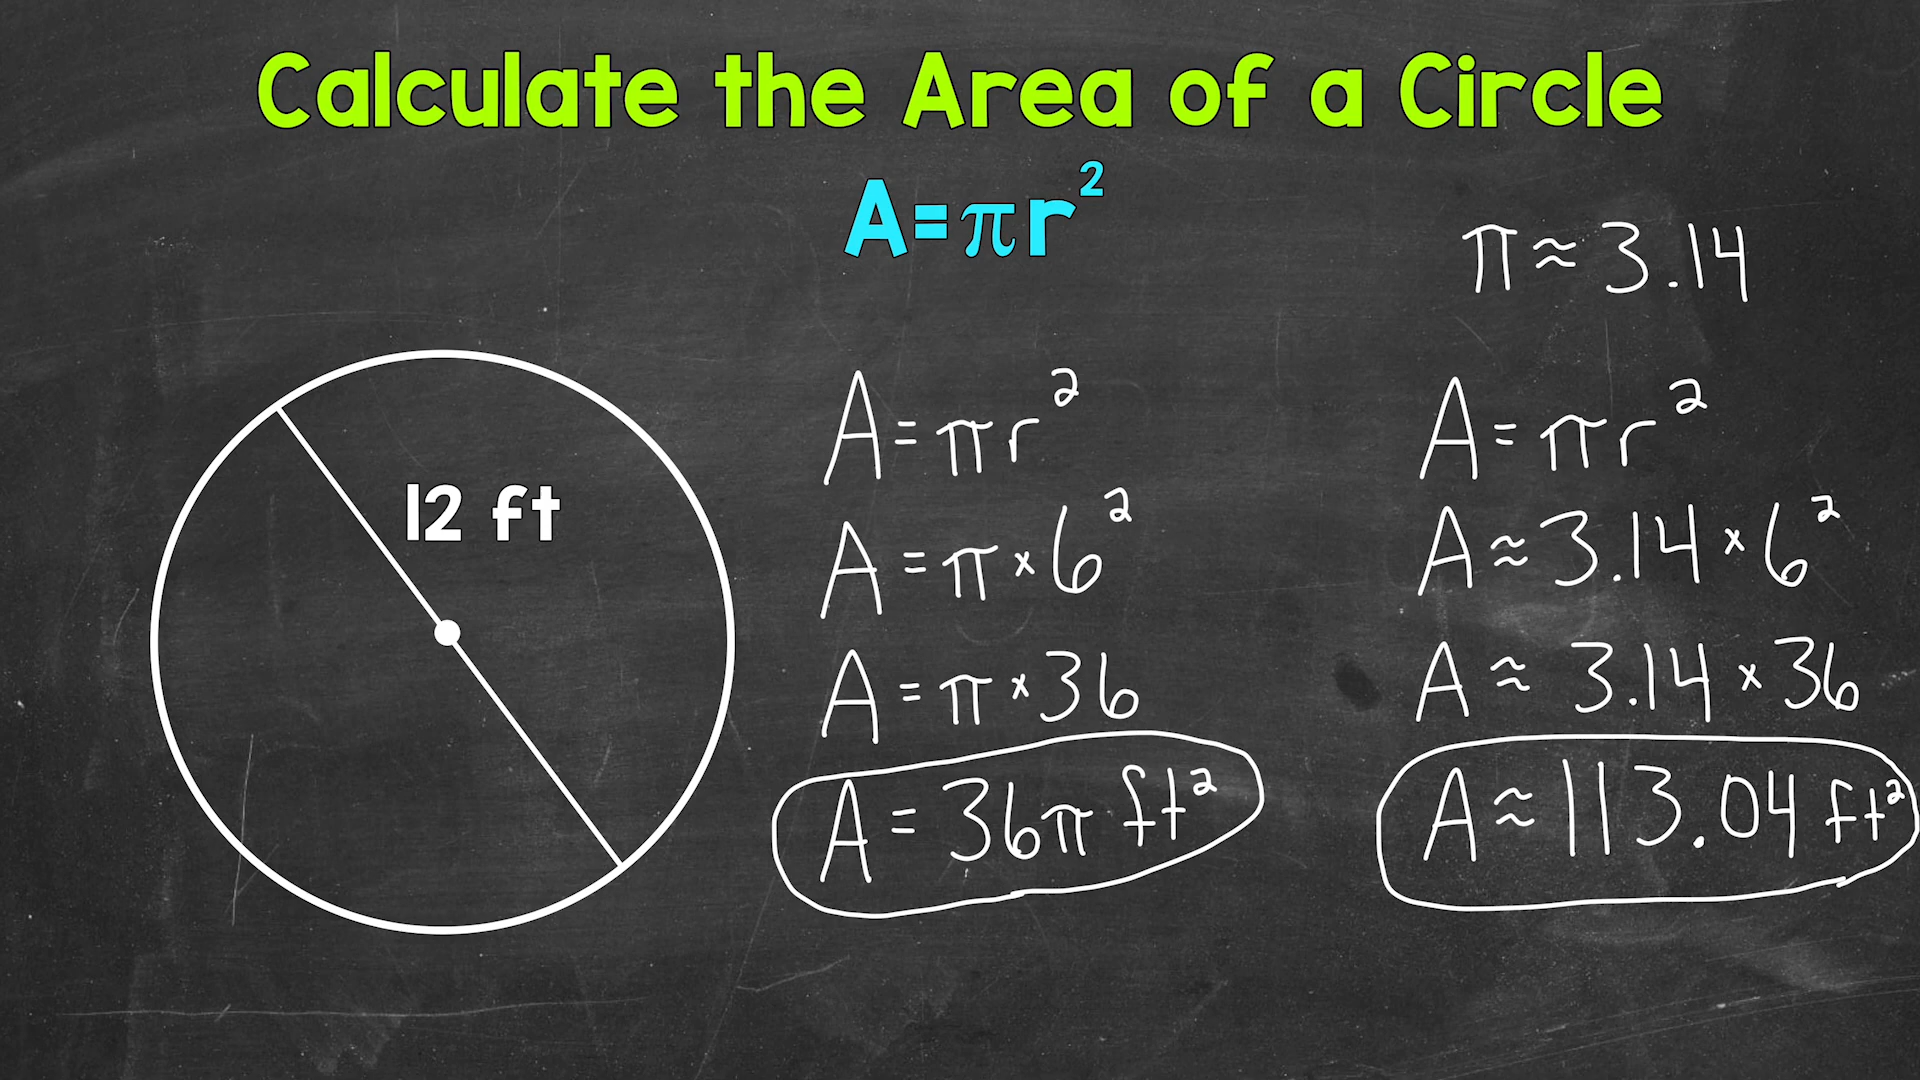 Calculate the Area of a Circle
A=πr²
π≈3.14
12 ft
A=πr²
A=π×6²
A=π×36
A=36π ft²
A=πr²
A≈3.14×6²
A≈3.14×36
A≈113.04 ft²